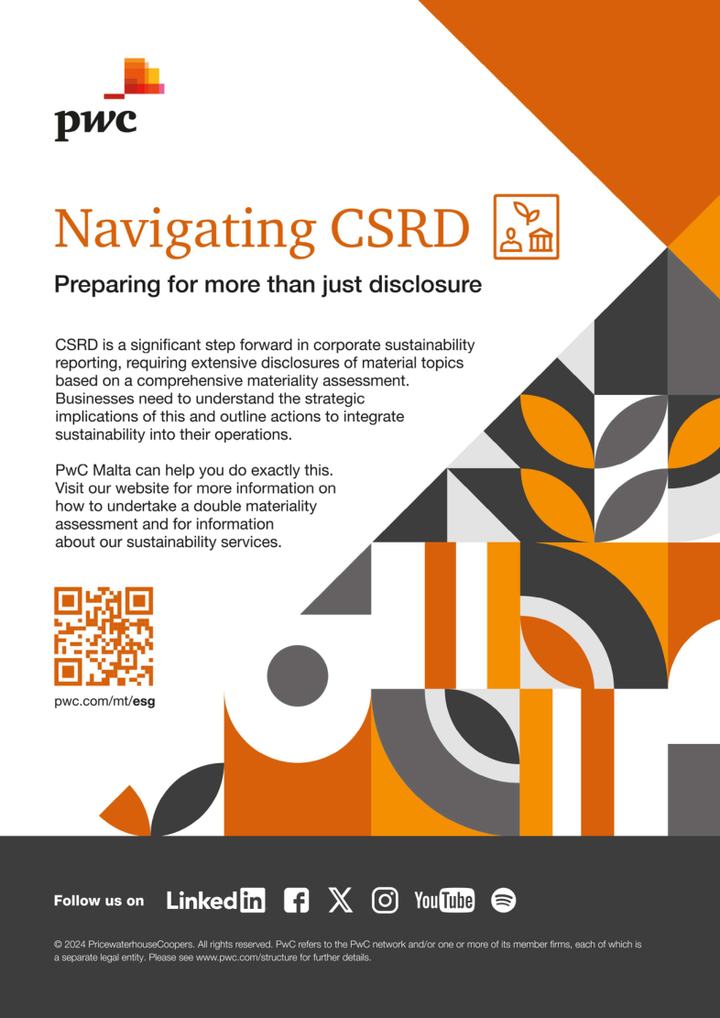 pwc
Navigating CSRD
Preparing for more than just disclosure
CSRD is a significant step forward in corporate sustainability
reporting, requiring extensive disclosures of material topics
based on a comprehensive materiality assessment.
Businesses need to understand the strategic
implications of this and outline actions to integrate
sustainability into their operations.
PwC Malta can help you do exactly this.
Visit our website for more information on
how to undertake a double materiality
assessment and for information
about our sustainability services.
pwc.com/mt/esg
Follow us on LinkedIn YouTube
© 2024 PricewaterhouseCoopers. All rights reserved. PwC refers to the PwC network and/or one or more of its member firms, each of which is
a separate legal entity. Please see www.pwc.com/structure for further details.